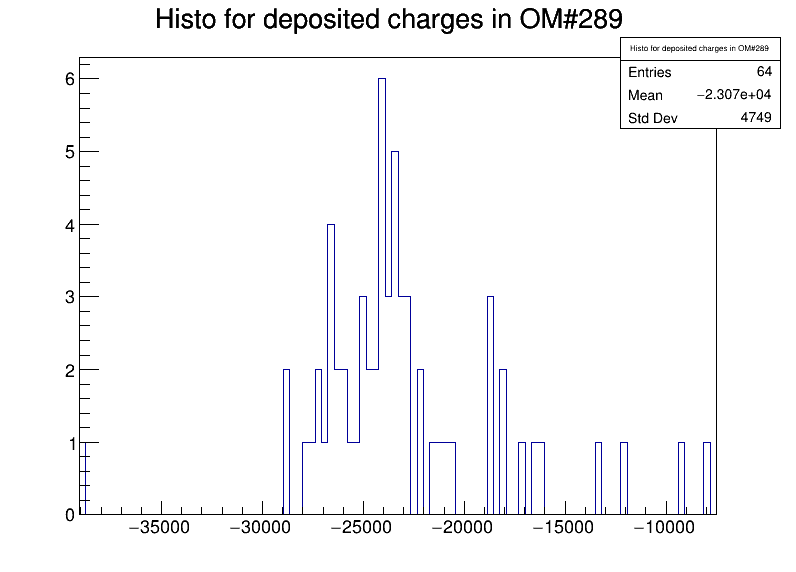 Histo for deposited charges in OM#289
Histo for deposited charges in OM#289
Entries 64
Mean −2.307e+04
Std Dev 4749
6
5
4
3
2
1
0
−35000 −30000 −25000 −20000 −15000 −10000